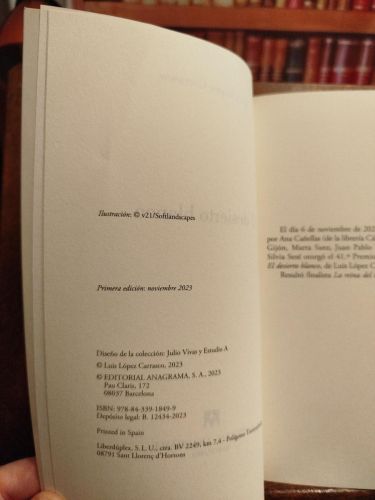 Ilustración: © v21/Softlandscapes
Primera edición: noviembre 2023
Diseño de la colección: Julio Vivas y Estudio A
© Luis López Carrasco, 2023
© EDITORIAL ANAGRAMA, S. A., 2023
Pau Claris, 172
08037 Barcelona
ISBN: 978-84-339-1849-9
Depósito legal: B. 12434-2023
Printed in Spain
Liberdúplex, S. L. U., ctra. BV 2249, km 7,4 - Polígono
08791 Sant Llorenç d'Hortons
El día 6 de noviembre de 202
por Ana Cañellas (de la librería
Gijón, Marta Sanz, Juan Pablo
Silvia Sesé otorgó el 41.º Premio
El desierto blanco, de Luis López C
Resultó finalista La reina del